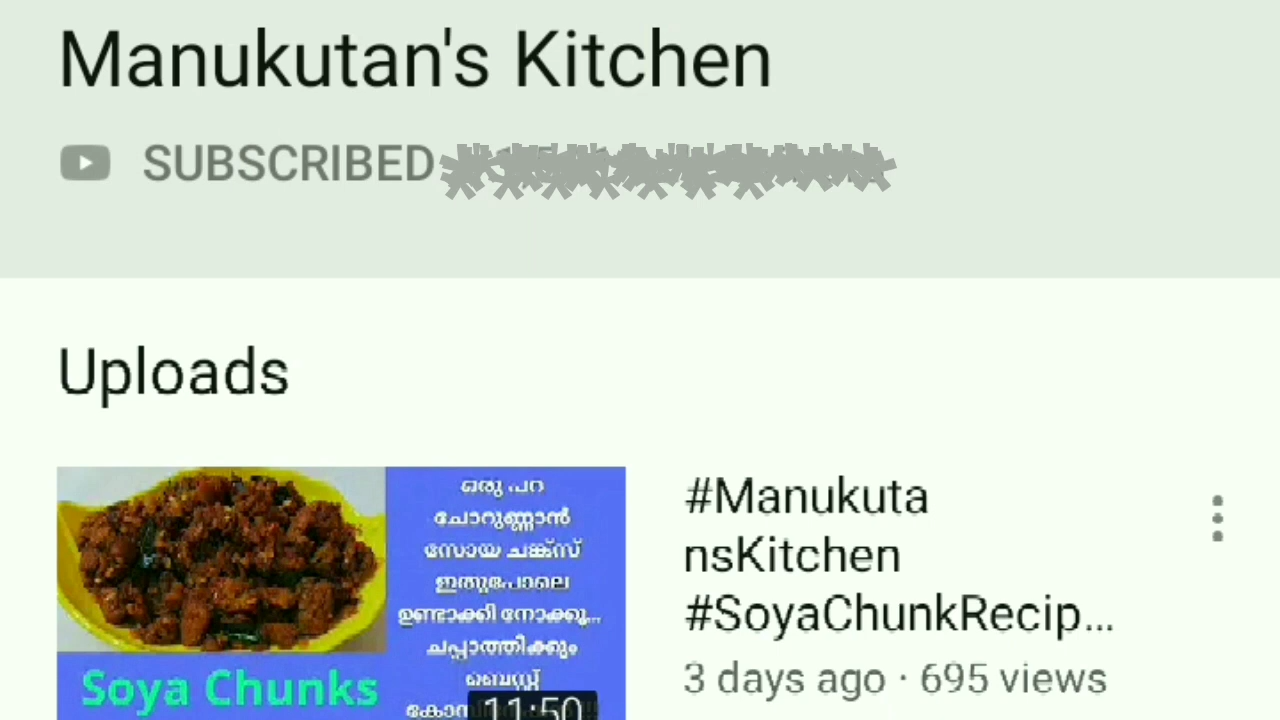 Manukutan's Kitchen
SUBSCRIBED
Uploads
ഒരു പറ
ചോറുണ്ണാൻ
സോയ ചങ്ക്സ്
ഇതുപോലെ
ഉണ്ടാക്കി നോക്കൂ...
ചപ്പാത്തിക്കും
ബെസ്റ്റ്
Soya Chunks
11:50
#Manukuta
nsKitchen
#SoyaChunkRecip...
3 days ago · 695 views